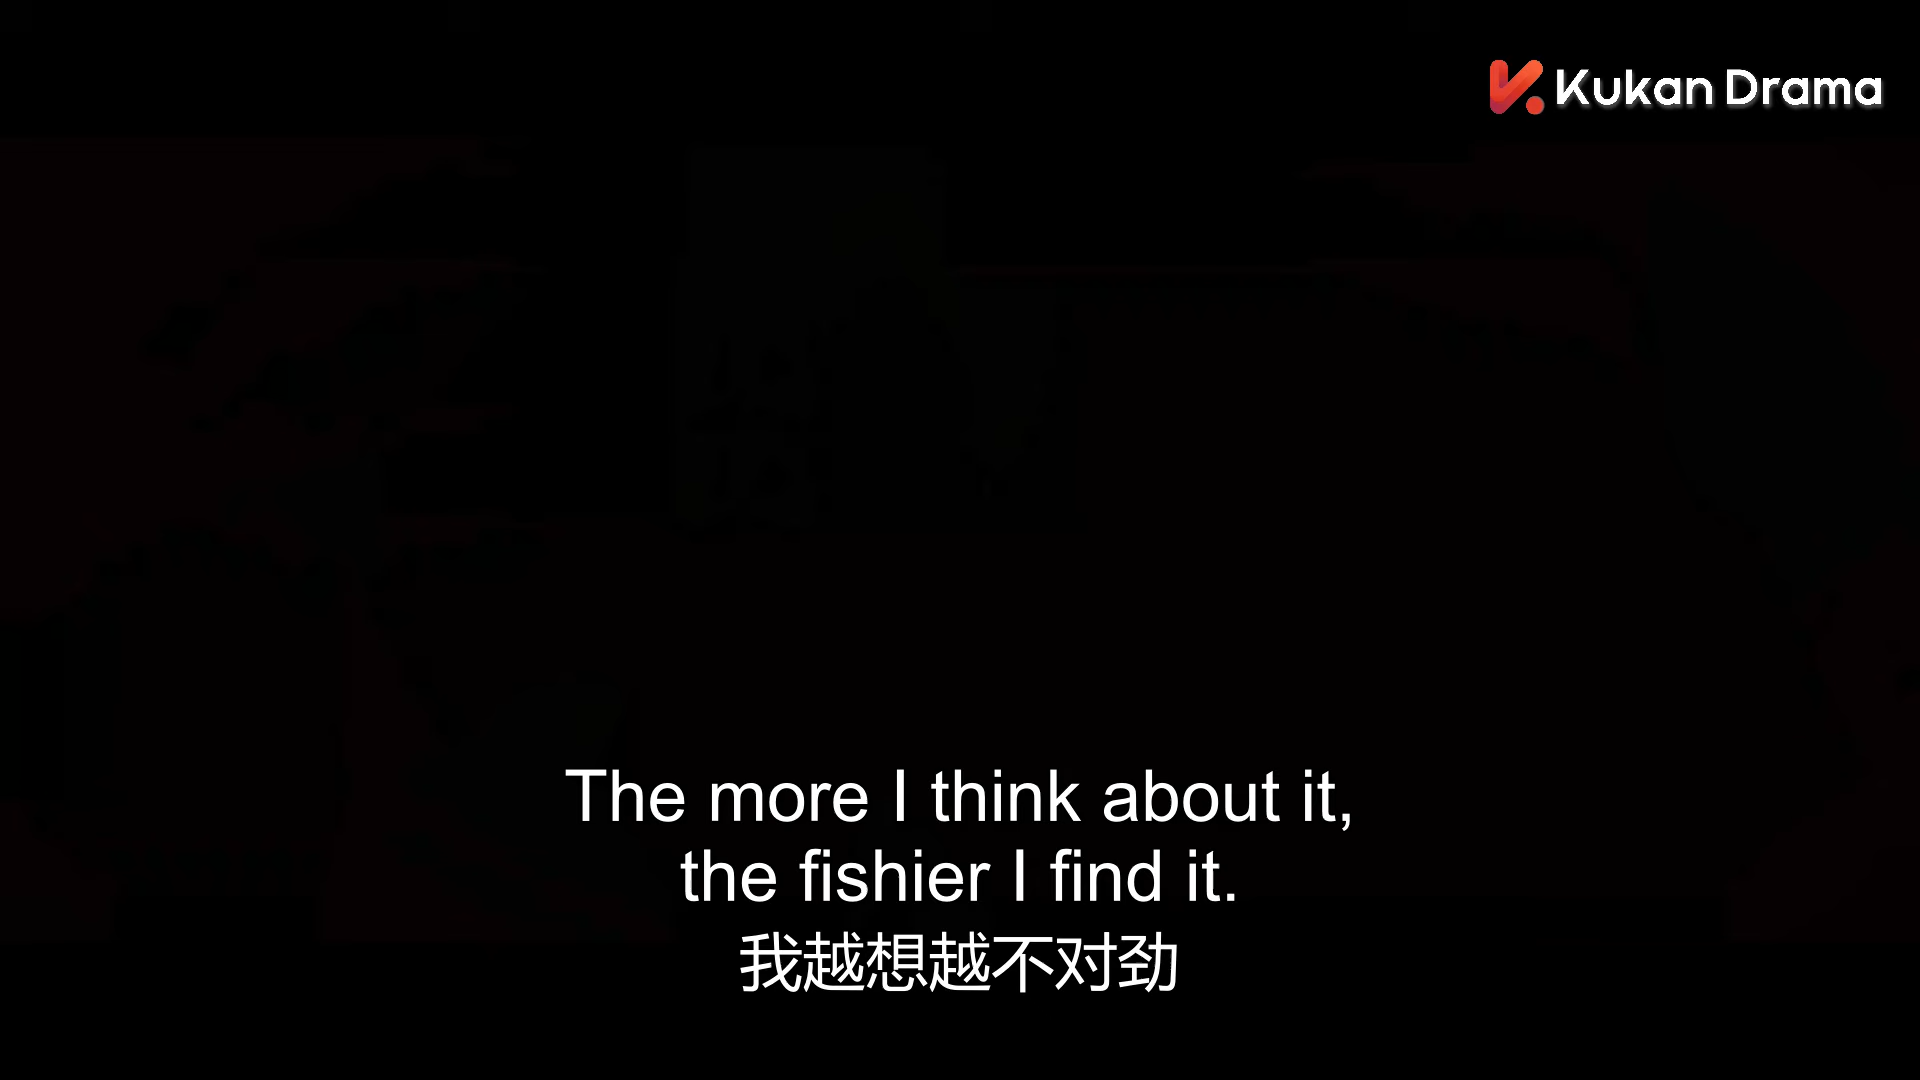 Kukan Drama
The more I think about it,
the fishier I find it.
我越想越不对劲